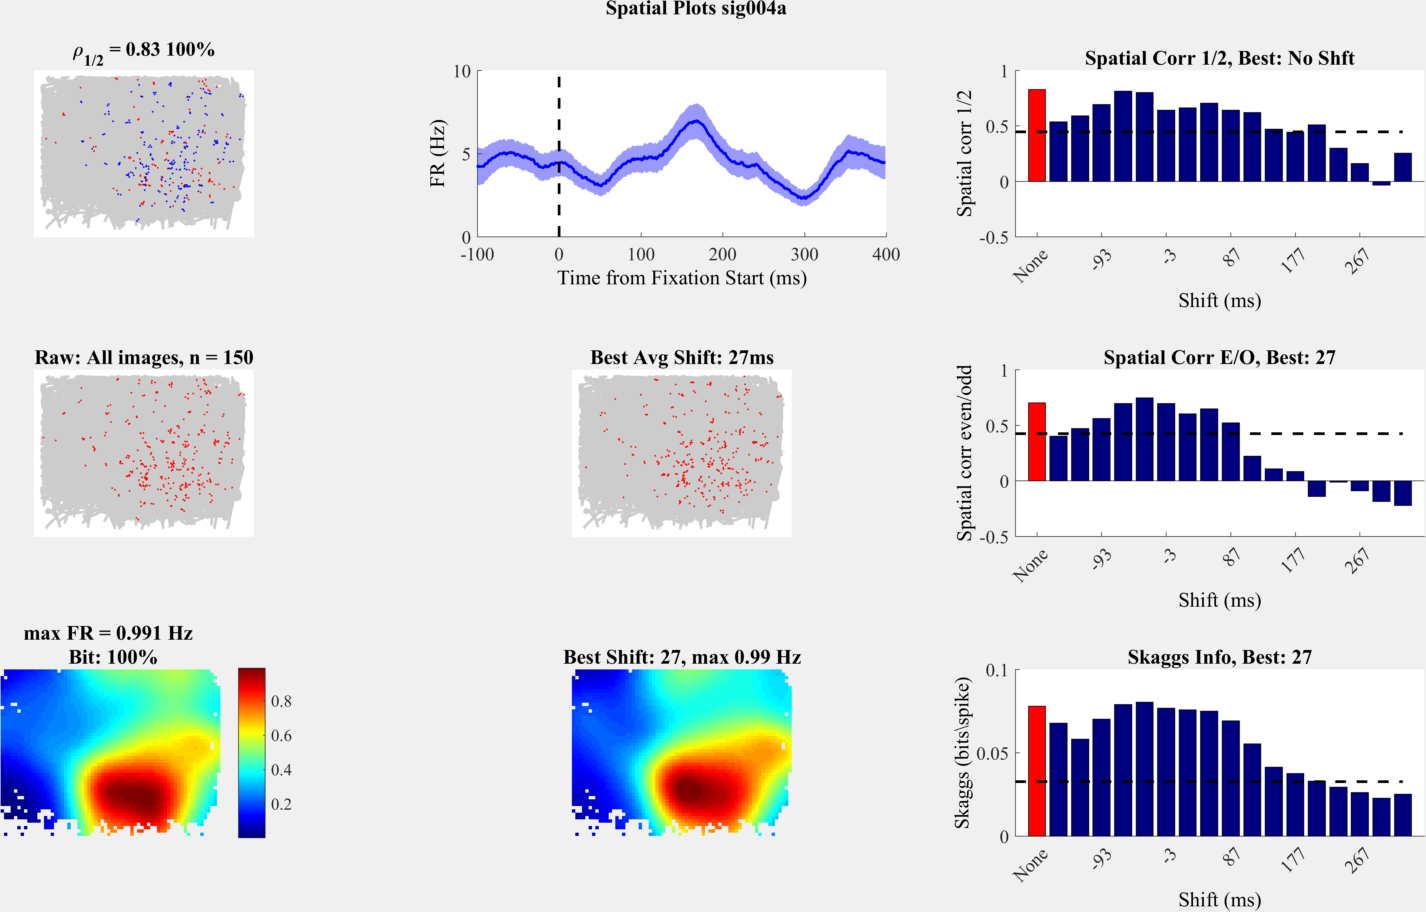 Spatial Plots sig004a
ρ1/2 = 0.83 100%
10
5
0
FR (Hz)
-100 0 100 200 300 400
Time from Fixation Start (ms)
Spatial Corr 1/2, Best: No Shft
1
0.5
0
-0.5
Spatial corr 1/2
None -93 -3 87 177 267
Shift (ms)
Raw: All images, n = 150
Best Avg Shift: 27ms
Spatial Corr E/O, Best: 27
1
0.5
0
-0.5
Spatial corr even/odd
None -93 -3 87 177 267
Shift (ms)
max FR = 0.991 Hz
Bit: 100%
0.8
0.6
0.4
0.2
Best Shift: 27, max 0.99 Hz
Skaggs Info, Best: 27
0.1
0.05
0
Skaggs (bits\spike)
None -93 -3 87 177 267
Shift (ms)